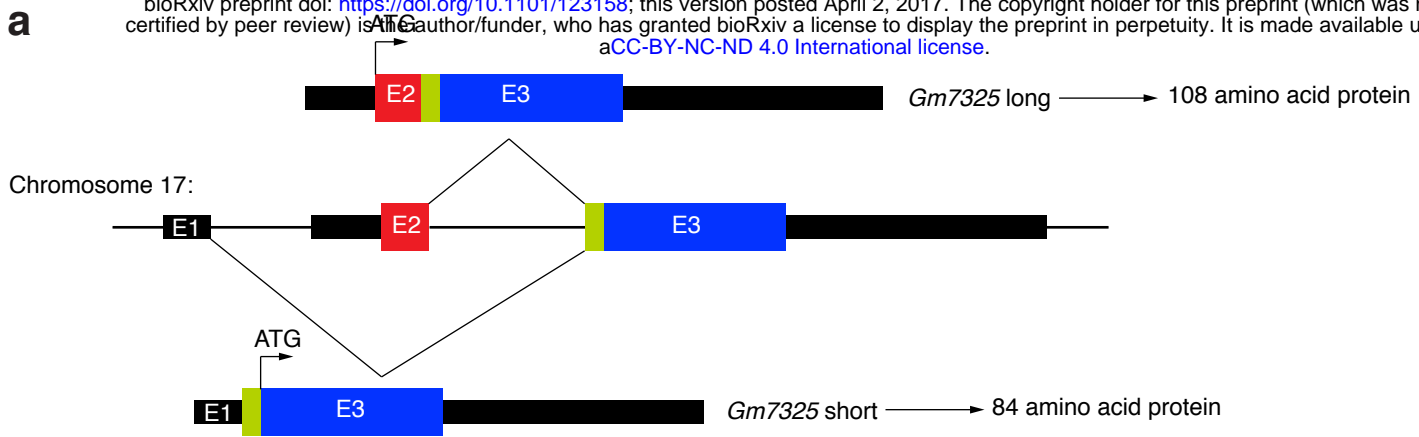 bioRxiv preprint doi: https://doi.org/10.1101/123158; this version posted April 2, 2017. The copyright holder for this preprint (which was
a
certified by peer review) is the author/funder, who has granted bioRxiv a license to display the preprint in perpetuity. It is made available
ATG
aCC-BY-NC-ND 4.0 International license.
E2 E3 Gm7325 long 108 amino acid protein
Chromosome 17:
E1 E2 E3
ATG
E1 E3 Gm7325 short 84 amino acid protein